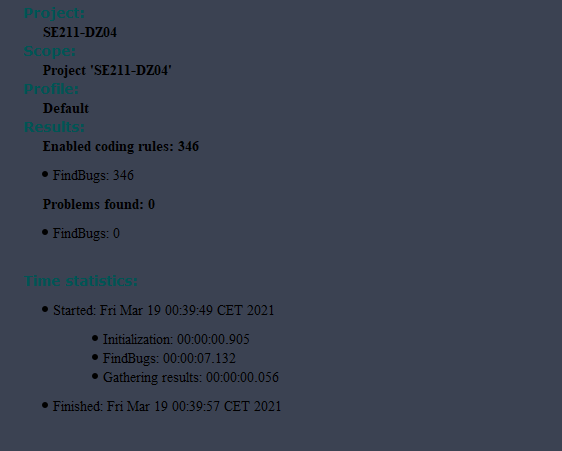 Project:
SE211-DZ04
Scope:
Project 'SE211-DZ04'
Profile:
Default
Results:
Enabled coding rules: 346
• FindBugs: 346
Problems found: 0
• FindBugs: 0
Time statistics:
• Started: Fri Mar 19 00:39:49 CET 2021
• Initialization: 00:00:00.905
• FindBugs: 00:00:07.132
• Gathering results: 00:00:00.056
• Finished: Fri Mar 19 00:39:57 CET 2021